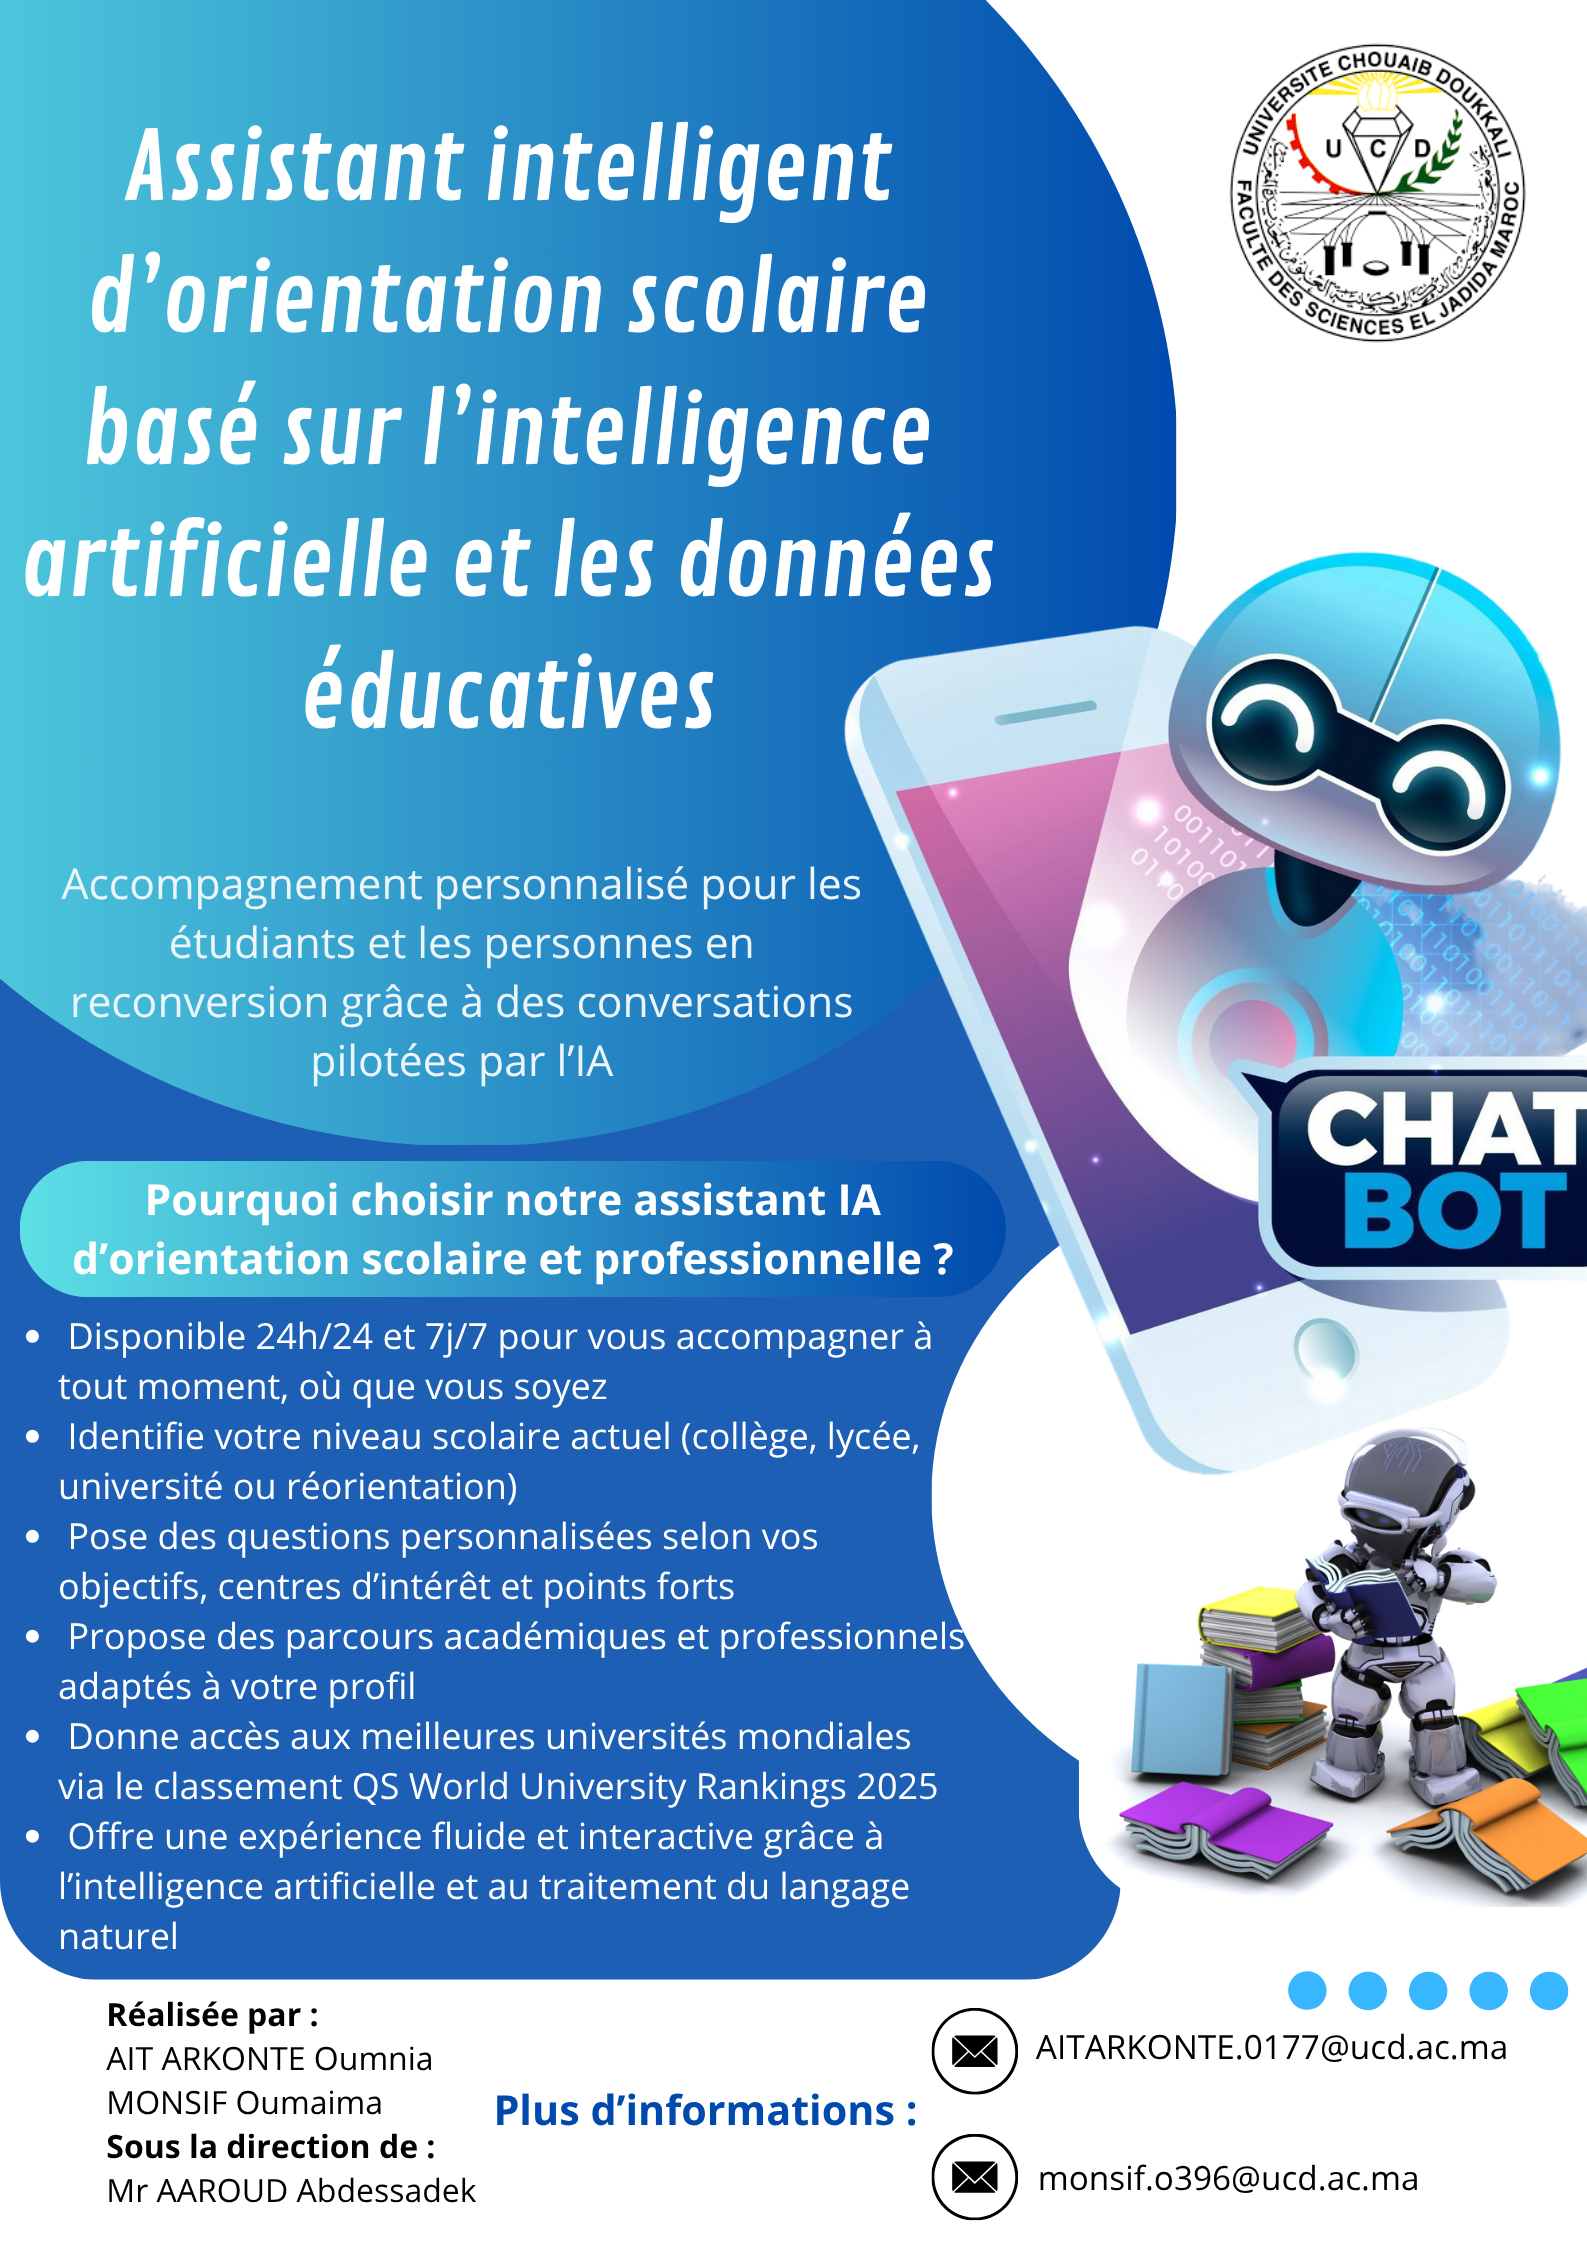 UNIVERSITE CHOUAIB DOUKKALI
U C D
FACULTE DES SCIENCES EL JADIDA MAROC
Assistant intelligent
d’orientation scolaire
basé sur l’intelligence
artificielle et les données
éducatives
Accompagnement personnalisé pour les
étudiants et les personnes en
reconversion grâce à des conversations
pilotées par l’IA
CHAT
BOT
Pourquoi choisir notre assistant IA
d’orientation scolaire et professionnelle ?
• Disponible 24h/24 et 7j/7 pour vous accompagner à
tout moment, où que vous soyez
• Identifie votre niveau scolaire actuel (collège, lycée,
université ou réorientation)
• Pose des questions personnalisées selon vos
objectifs, centres d’intérêt et points forts
• Propose des parcours académiques et professionnels
adaptés à votre profil
• Donne accès aux meilleures universités mondiales
via le classement QS World University Rankings 2025
• Offre une expérience fluide et interactive grâce à
l’intelligence artificielle et au traitement du langage
naturel
Réalisée par :
AIT ARKONTE Oumnia
MONSIF Oumaima
Sous la direction de :
Mr AAROUD Abdessadek
Plus d’informations :
AITARKONTE.0177@ucd.ac.ma
monsif.o396@ucd.ac.ma